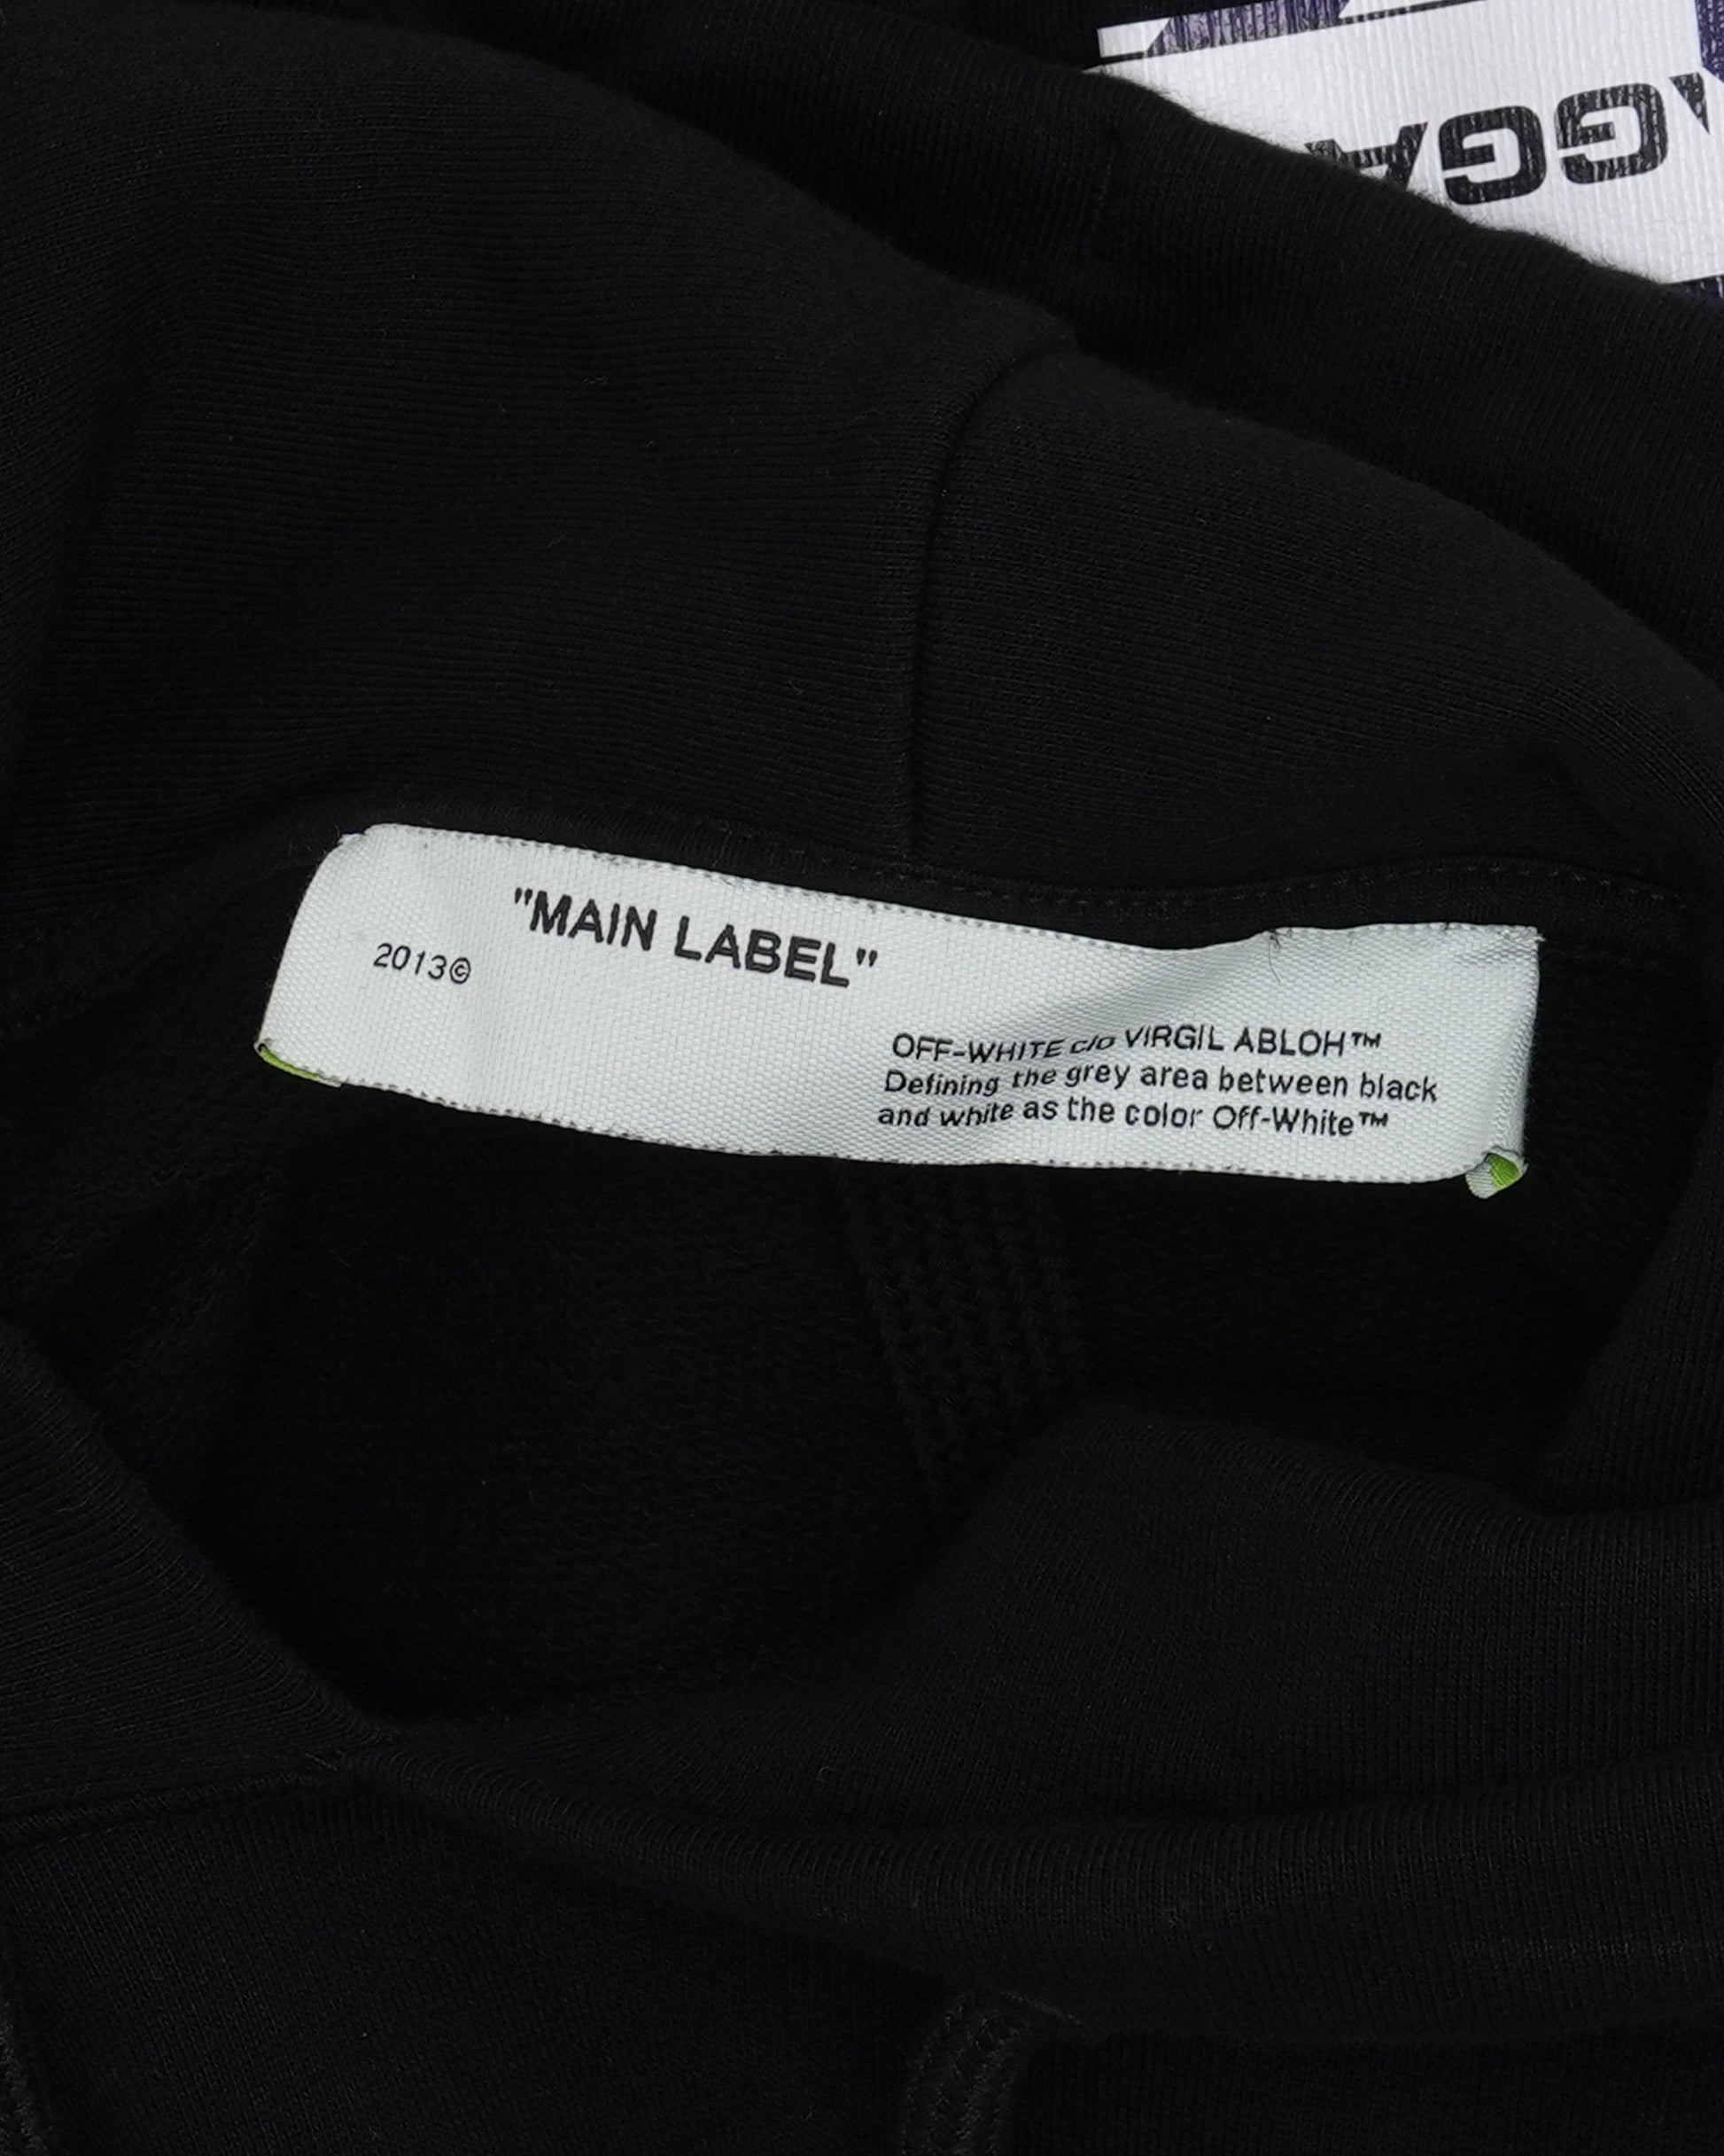 "MAIN LABEL"
2013©
OFF-WHITE c/o VIRGIL ABLOH™
Defining the grey area between black
and white as the color Off-White™